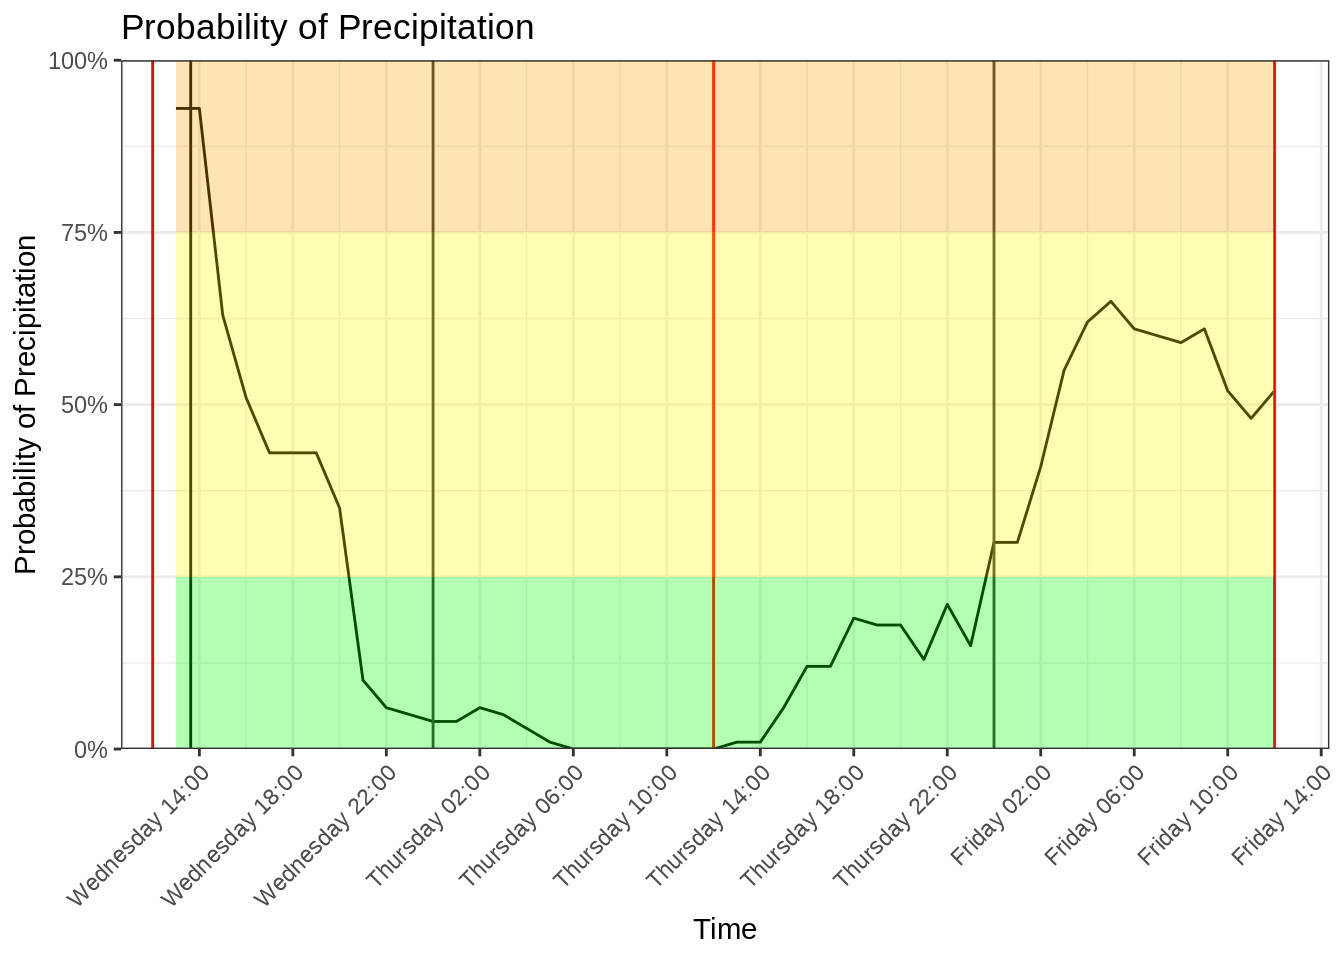 Probability of Precipitation
Probability of Precipitation
100%
75%
50%
25%
0%
Wednesday 14:00
Wednesday 18:00
Wednesday 22:00
Thursday 02:00
Thursday 06:00
Thursday 10:00
Thursday 14:00
Thursday 18:00
Thursday 22:00
Friday 02:00
Friday 06:00
Friday 10:00
Friday 14:00
Time